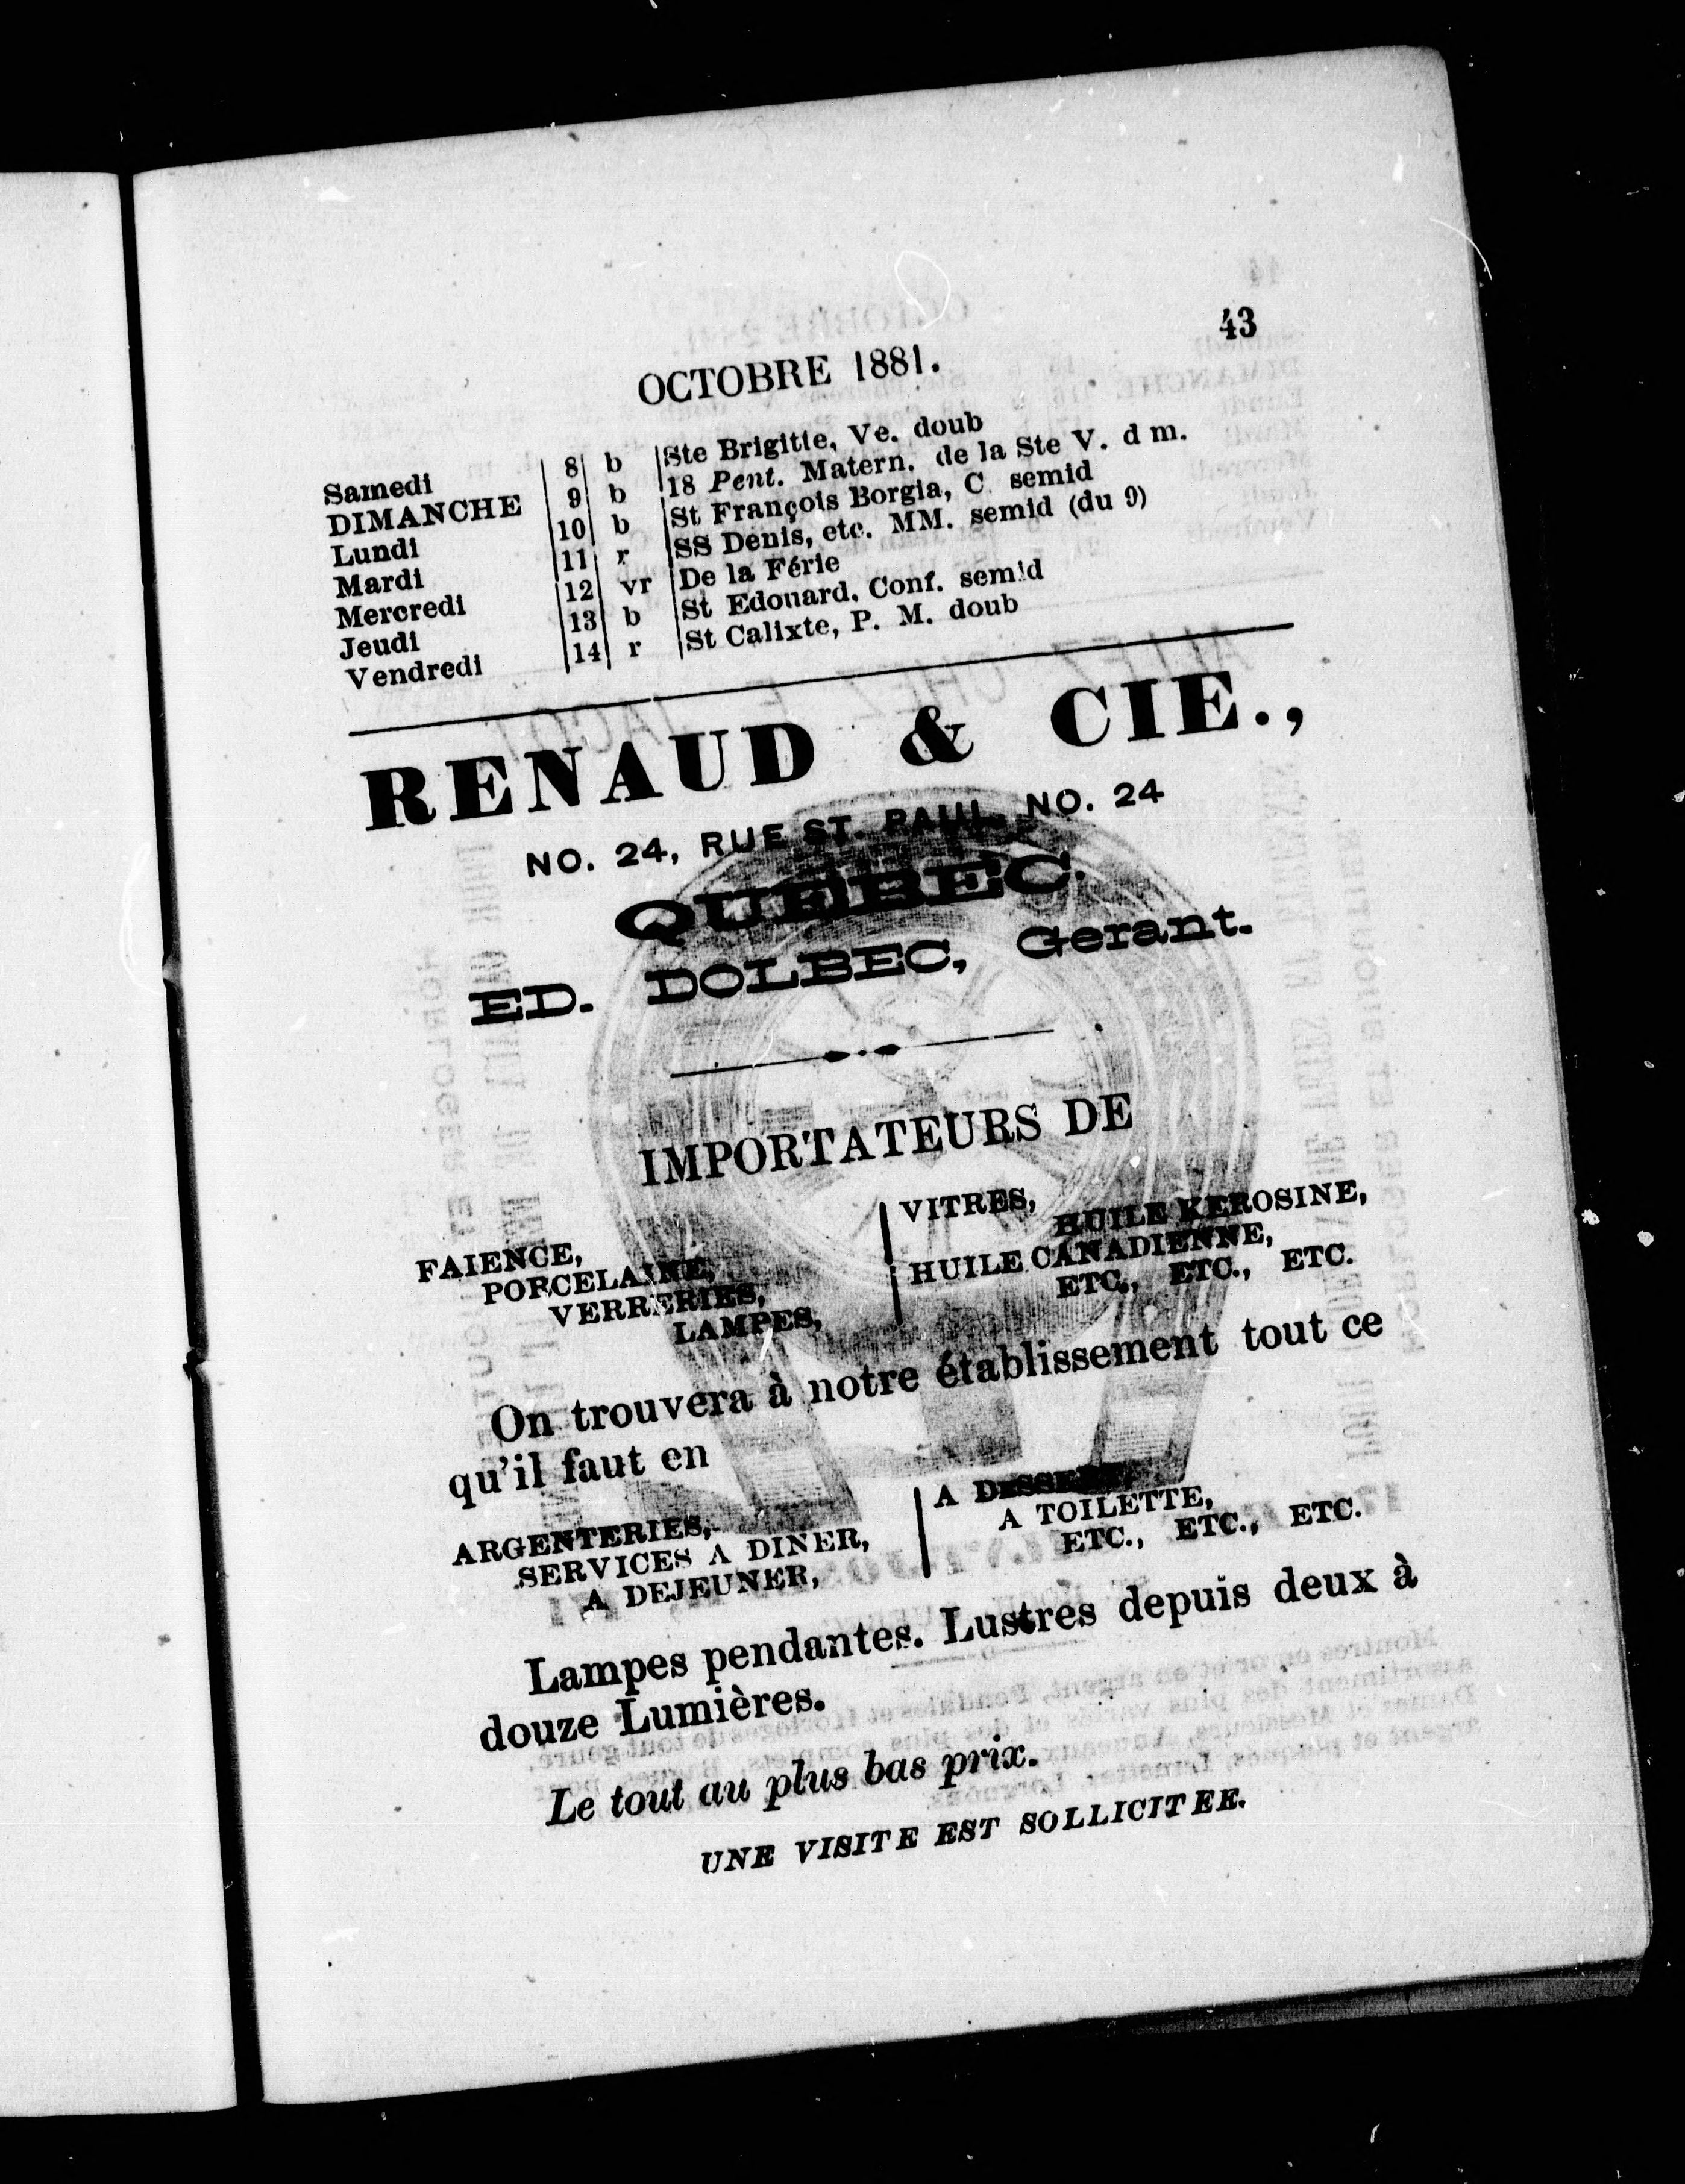 43
OCTOBRE 1881.
Samedi 8 b Ste Brigitte, Ve. doub
DIMANCHE 9 b 18 Pent. Matern. de la Ste V. d m.
Lundi 10 b St François Borgia, C. semid
Mardi 11 r SS Denis, etc. MM. semid (du 9)
Mercredi 12 vr De la Férie
Jeudi 13 b St Edouard, Conf. semid
Vendredi 14 r St Calixte, P. M. doub
RENAUD & CIE.,
NO. 24, RUE ST. PAUL, NO. 24
QUEBEC.
ED. DOLBEC, Gerant.
IMPORTATEURS DE
FAIENCE,
PORCELAINE,
VERRERIES,
LAMPES,
VITRES,
HUILE KEROSINE,
HUILE CANADIENNE,
ETC., ETC., ETC.
On trouvera à notre établissement tout ce
qu'il faut en
ARGENTERIES,
SERVICES A DINER,
A DEJEUNER,
A DESSERT,
A TOILETTE,
ETC., ETC., ETC.
Lampes pendantes. Lustres depuis deux à
douze Lumières.
Le tout au plus bas prix.
UNE VISITE EST SOLLICITEE.